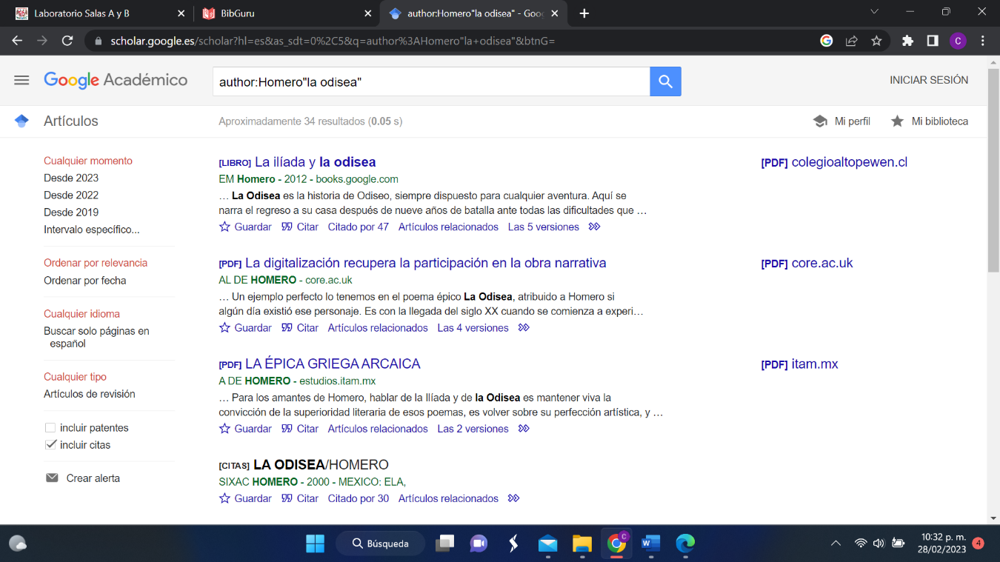 Laboratorio Salas A y B
BibGuru
author:Homero"la odisea" - Goo
scholar.google.es/scholar?hl=es&as_sdt=0%2C5&q=author%3AHomero"la+odisea"&btnG=
C
Google Académico
author:Homero"la odisea"
INICIAR SESIÓN
Artículos
Aproximadamente 34 resultados (0.05 s)
Mi perfil
Mi biblioteca
Cualquier momento
Desde 2023
Desde 2022
Desde 2019
Intervalo específico...
Ordenar por relevancia
Ordenar por fecha
Cualquier idioma
Buscar solo páginas en
español
Cualquier tipo
Artículos de revisión
incluir patentes
incluir citas
Crear alerta
[LIBRO] La ilíada y la odisea
EM Homero - 2012 - books.google.com
… La Odisea es la historia de Odiseo, siempre dispuesto para cualquier aventura. Aquí se
narra el regreso a su casa después de nueve años de batalla ante todas las dificultades que …
Guardar Citar Citado por 47 Artículos relacionados Las 5 versiones
[PDF] colegioaltopewen.cl
[PDF] La digitalización recupera la participación en la obra narrativa
AL DE HOMERO - core.ac.uk
… Un ejemplo perfecto lo tenemos en el poema épico La Odisea, atribuido a Homero si
algún día existió ese personaje. Es con la llegada del siglo XX cuando se comienza a experi…
Guardar Citar Artículos relacionados Las 4 versiones
[PDF] core.ac.uk
[PDF] LA ÉPICA GRIEGA ARCAICA
A DE HOMERO - estudios.itam.mx
… Para los amantes de Homero, hablar de la Ilíada y de la Odisea es mantener viva la
convicción de la superioridad literaria de esos poemas, es volver sobre su perfección artística, y …
Guardar Citar Artículos relacionados Las 2 versiones
[PDF] itam.mx
[CITAS] LA ODISEA/HOMERO
SIXAC HOMERO - 2000 - MEXICO: ELA,
Guardar Citar Citado por 30 Artículos relacionados
Búsqueda
C
W
10:32 p. m.
28/02/2023
4